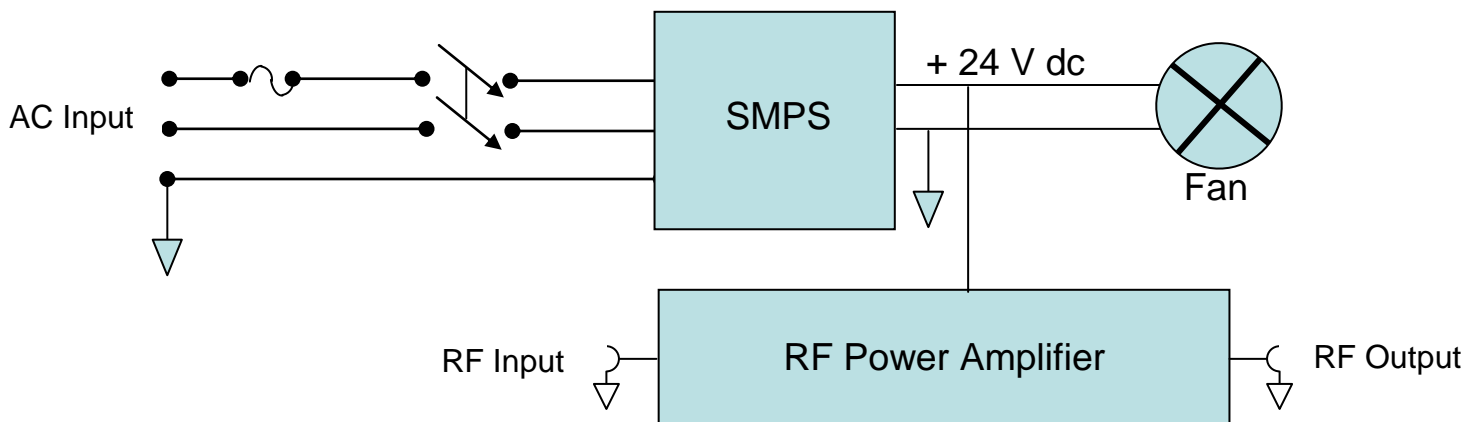 + 24 V dc
AC Input
SMPS
Fan
RF Input
RF Power Amplifier
RF Output